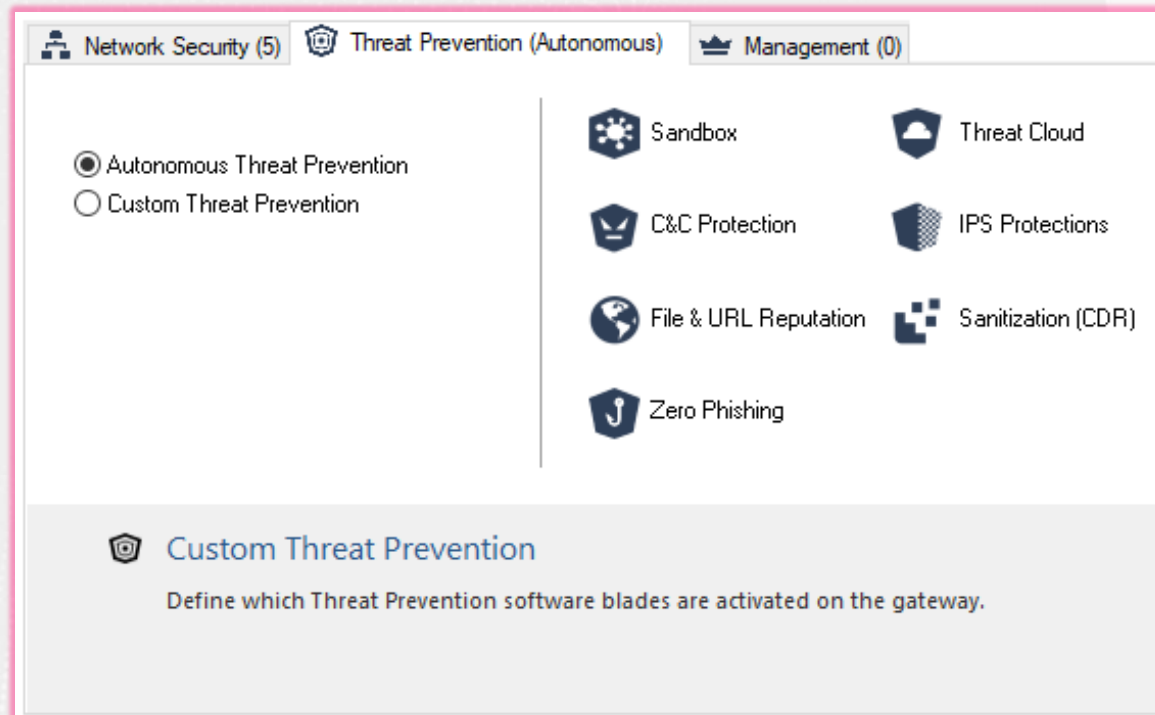 Network Security (5)
Threat Prevention (Autonomous)
Management (0)
Autonomous Threat Prevention
Custom Threat Prevention
Sandbox
Threat Cloud
C&C Protection
IPS Protections
File & URL Reputation
Sanitization (CDR)
Zero Phishing
Custom Threat Prevention
Define which Threat Prevention software blades are activated on the gateway.